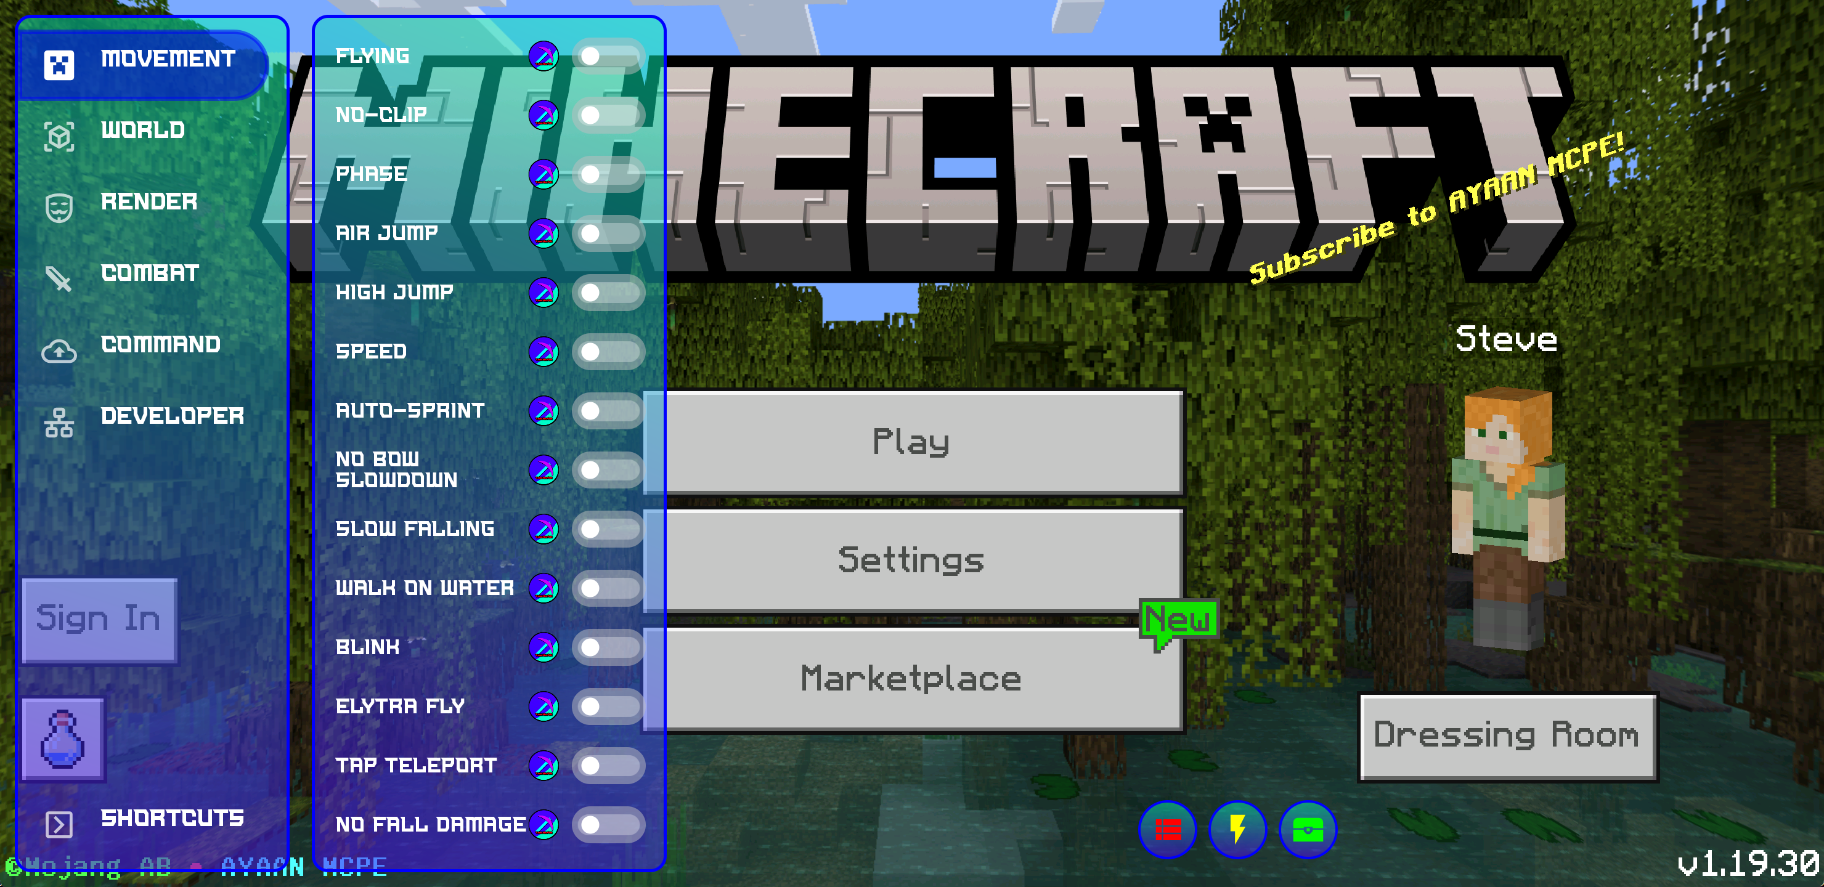 MOVEMENT
WORLD
RENDER
COMBAT
COMMAND
DEVELOPER
Sign In
SHORTCUTS
©Mojang AB - AYAAN MCPE
FLYING
NO-CLIP
PHASE
AIR JUMP
HIGH JUMP
SPEED
AUTO-SPRINT
NO BOW
SLOWDOWN
SLOW FALLING
WALK ON WATER
BLINK
ELYTRA FLY
TAP TELEPORT
NO FALL DAMAGE
MINECRAFT
Subscribe to AYAAN MCPE!
Play
Settings
New
Marketplace
Steve
Dressing Room
v1.19.30